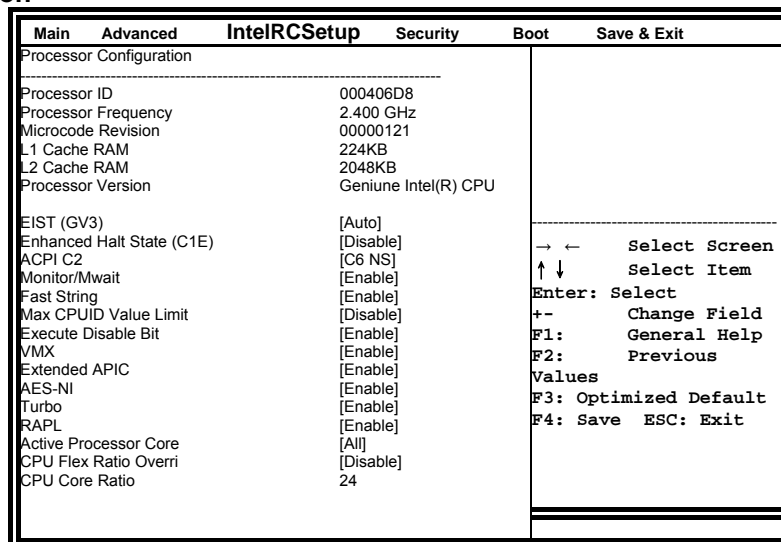 Main Advanced IntelRCSetup Security Boot Save & Exit
Processor Configuration
--------------------------------------------------------------------------------
Processor ID 000406D8
Processor Frequency 2.400 GHz
Microcode Revision 00000121
L1 Cache RAM 224KB
L2 Cache RAM 2048KB
Processor Version Geniune Intel(R) CPU
EIST (GV3) [Auto]
Enhanced Halt State (C1E) [Disable]
ACPI C2 [C6 NS]
Monitor/Mwait [Enable]
Fast String [Enable]
Max CPUID Value Limit [Disable]
Execute Disable Bit [Enable]
VMX [Enable]
Extended APIC [Enable]
AES-NI [Enable]
Turbo [Enable]
RAPL [Enable]
Active Processor Core [All]
CPU Flex Ratio Overri [Disable]
CPU Core Ratio 24
-----------------------------------------------
→ ← Select Screen
↑↓ Select Item
Enter: Select
+- Change Field
F1: General Help
F2: Previous
Values
F3: Optimized Default
F4: Save ESC: Exit